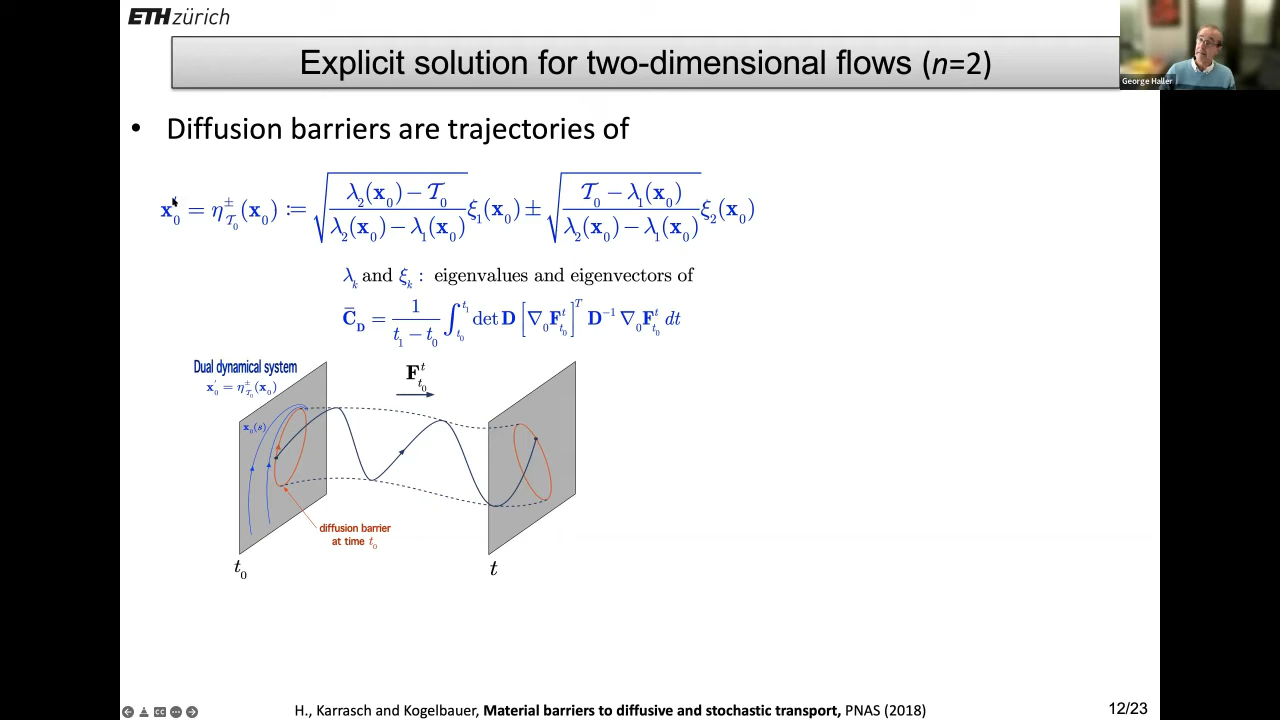 ETH zürich
Explicit solution for two-dimensional flows (n=2)
George Haller
• Diffusion barriers are trajectories of
x₀′ = η^±_{𝒯₀}(x₀) := √((λ₂(x₀) − 𝒯₀)/(λ₂(x₀) − λ₁(x₀))) ξ₁(x₀) ± √((𝒯₀ − λ₁(x₀))/(λ₂(x₀) − λ₁(x₀))) ξ₂(x₀)
λₖ and ξₖ : eigenvalues and eigenvectors of
C̄_D = 1/(t₁ − t₀) ∫_{t₀}^{t₁} det D [∇₀F^t_{t₀}]^T D⁻¹ ∇₀F^t_{t₀} dt
Dual dynamical system
x₀′ = η^±_{𝒯₀}(x₀)
F^t_{t₀}
x₀(s)
diffusion barrier
at time t₀
t₀
t
H., Karrasch and Kogelbauer, Material barriers to diffusive and stochastic transport, PNAS (2018)
12/23
CC